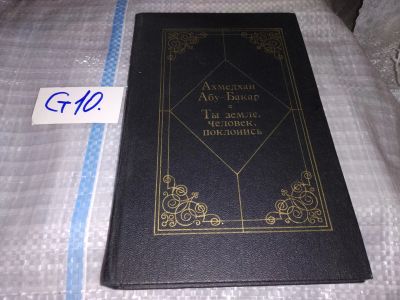 G10.
Ахмедхан
Абу-Бакар
Ты земле,
человек,
поклонись